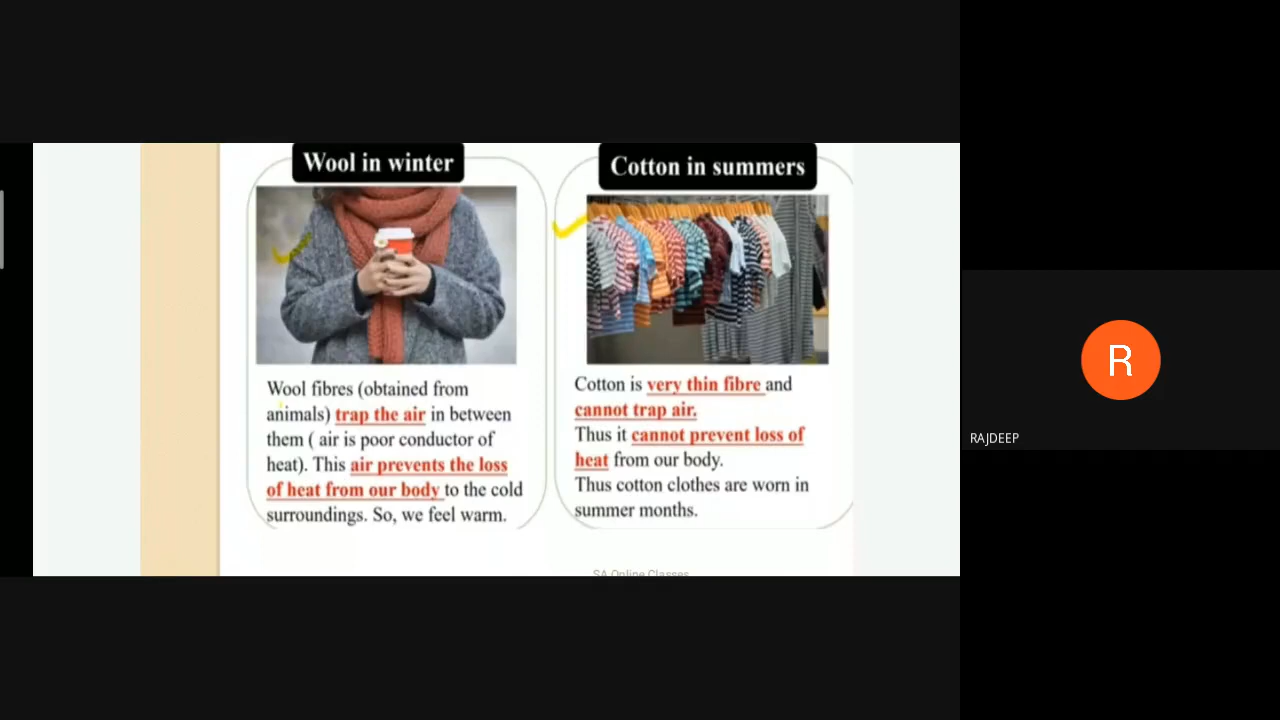 Wool in winter
Wool fibres (obtained from
animals) trap the air in between
them ( air is poor conductor of
heat). This air prevents the loss
of heat from our body to the cold
surroundings. So, we feel warm.
Cotton in summers
Cotton is very thin fibre and
cannot trap air.
Thus it cannot prevent loss of
heat from our body.
Thus cotton clothes are worn in
summer months.
SA Online Classes
R
RAJDEEP